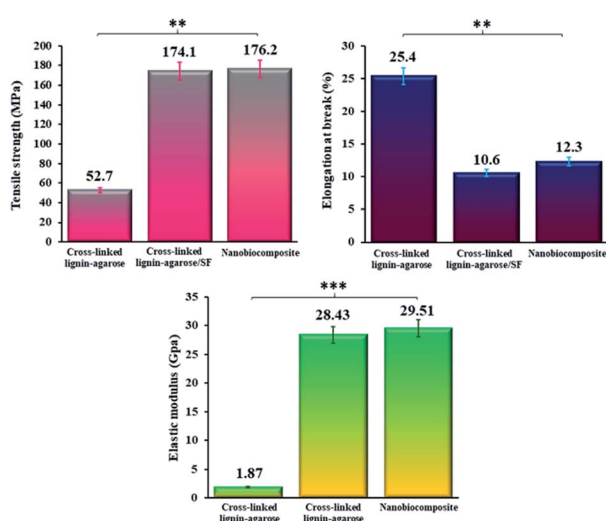 **
Tensile strength (MPa)
200
180
160
140
120
100
80
60
40
20
0
52.7
174.1
176.2
Cross-linked
lignin-agarose
Cross-linked
lignin-agarose/SF
Nanobiocomposite
**
Elongation at break (%)
30
25
20
15
10
5
0
25.4
10.6
12.3
Cross-linked
lignin-agarose
Cross-linked
lignin-agarose/SF
Nanobiocomposite
***
Elastic modulus (Gpa)
35
30
25
20
15
10
5
0
1.87
28.43
29.51
Cross-linked
lignin-agarose
Cross-linked
lignin-agarose
Nanobiocomposite